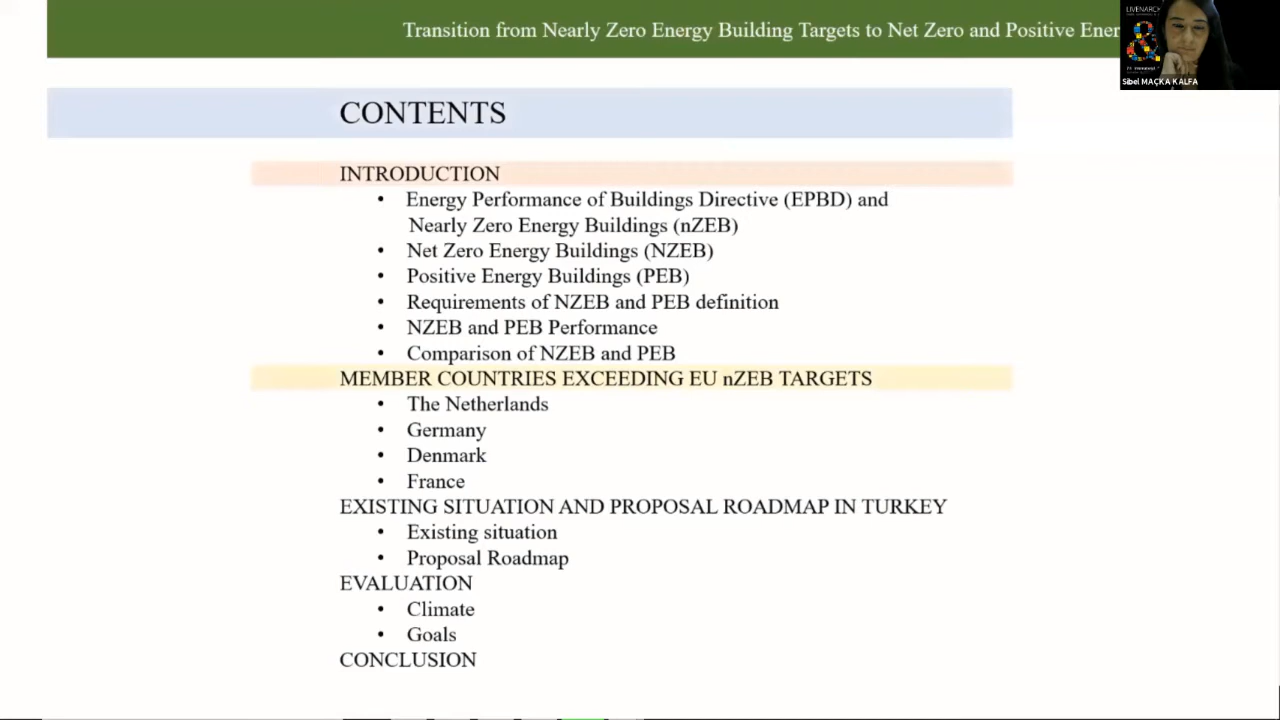 Transition from Nearly Zero Energy Building Targets to Net Zero and Positive Ener
LIVENARCH
Sibel MAÇKA KALFA
CONTENTS
INTRODUCTION
• Energy Performance of Buildings Directive (EPBD) and
Nearly Zero Energy Buildings (nZEB)
• Net Zero Energy Buildings (NZEB)
• Positive Energy Buildings (PEB)
• Requirements of NZEB and PEB definition
• NZEB and PEB Performance
• Comparison of NZEB and PEB
MEMBER COUNTRIES EXCEEDING EU nZEB TARGETS
• The Netherlands
• Germany
• Denmark
• France
EXISTING SITUATION AND PROPOSAL ROADMAP IN TURKEY
• Existing situation
• Proposal Roadmap
EVALUATION
• Climate
• Goals
CONCLUSION